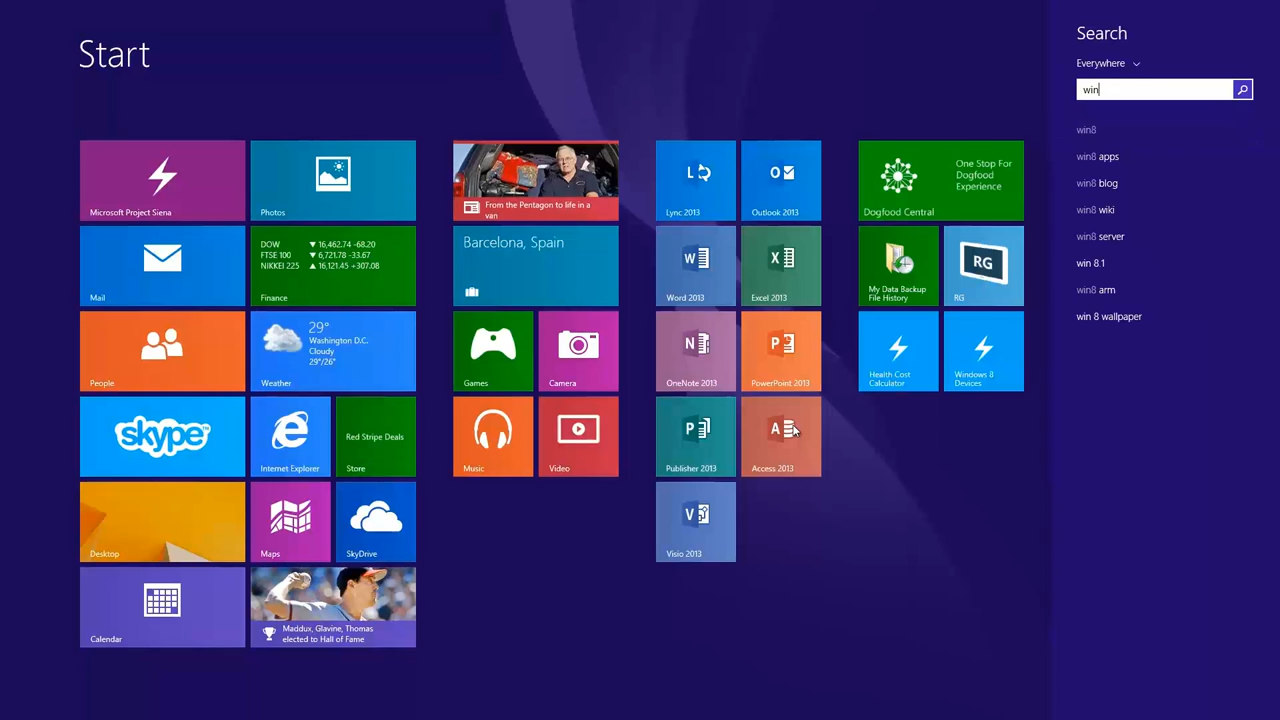 Start
Microsoft Project Siena
Photos
Mail
DOW ▼ 16,462.74 -68.20
FTSE 100 ▼ 6,721.78 -33.67
NIKKEI 225 ▲ 16,121.45 +307.08
Finance
People
29°
Washington D.C.
Cloudy
29°/26°
Weather
skype™
Internet Explorer
Red Stripe Deals
Store
Desktop
Maps
SkyDrive
Calendar
Maddux, Glavine, Thomas
elected to Hall of Fame
From the Pentagon to life in a
van
Barcelona, Spain
Games
Camera
Music
Video
L
Lync 2013
O
Outlook 2013
W
Word 2013
X
Excel 2013
N
OneNote 2013
P
PowerPoint 2013
P
Publisher 2013
A
Access 2013
V
Visio 2013
One Stop For
Dogfood
Experience
Dogfood Central
My Data Backup
File History
RG
RG
Health Cost
Calculator
Windows 8
Devices
Search
Everywhere
win
win8
win8 apps
win8 blog
win8 wiki
win8 server
win 8.1
win8 arm
win 8 wallpaper